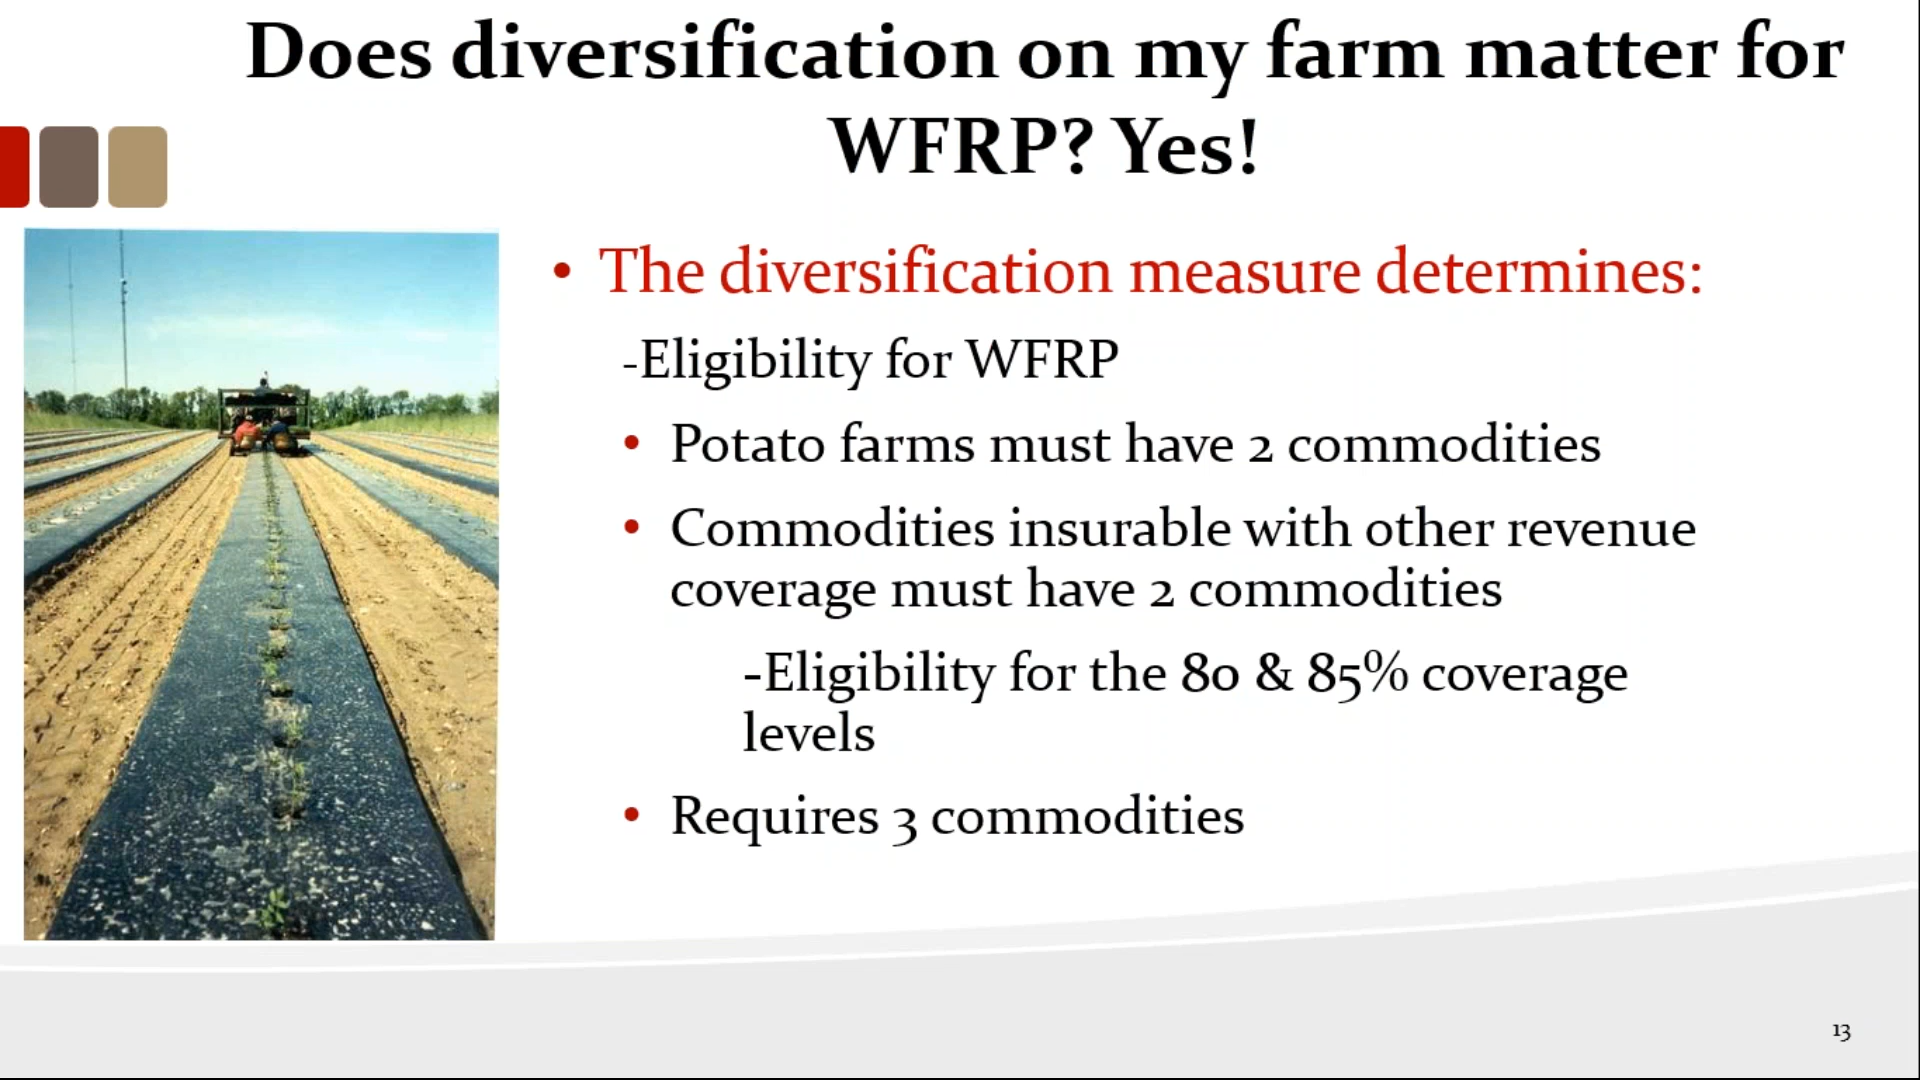 Does diversification on my farm matter for
WFRP? Yes!
• The diversification measure determines:
-Eligibility for WFRP
• Potato farms must have 2 commodities
• Commodities insurable with other revenue
coverage must have 2 commodities
-Eligibility for the 80 & 85% coverage
levels
• Requires 3 commodities
13